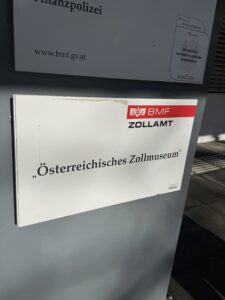 Finanzpolizei
www.bmf.gv.at
BMF
ZOLLAMT
„Österreichisches Zollmuseum“